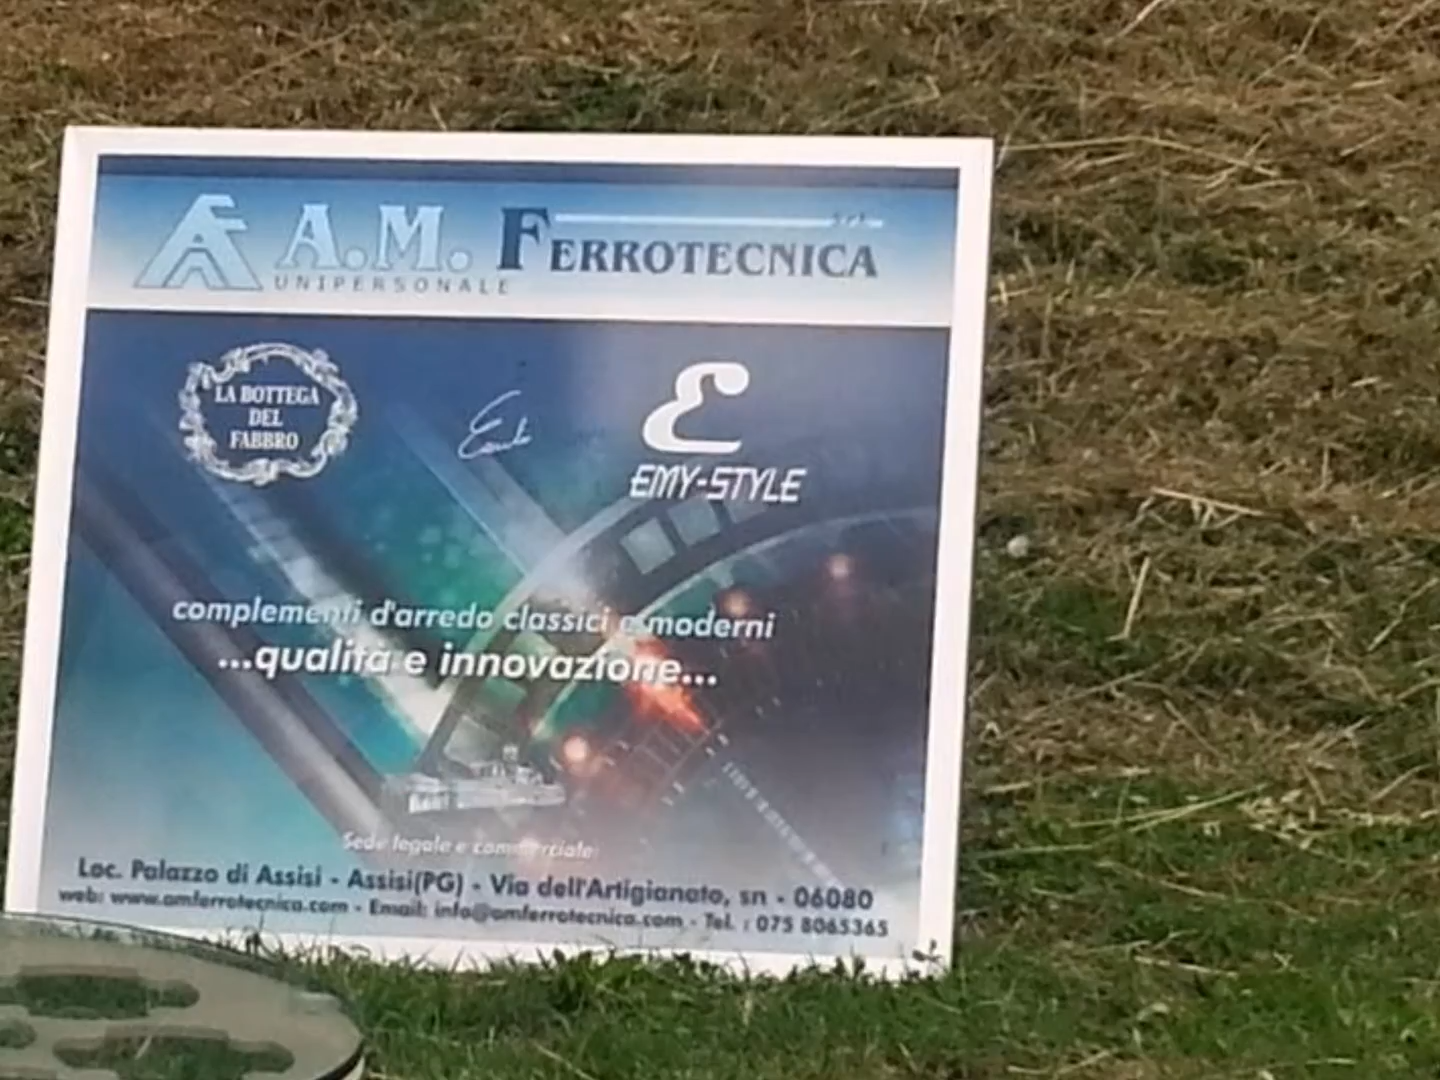 A.M. FERROTECNICA s.r.l.
UNIPERSONALE
LA BOTTEGA
DEL
FABBRO
EMY-STYLE
complementi d'arredo classici e moderni
...qualità e innovazione...
Sede legale e commerciale:
Loc. Palazzo di Assisi - Assisi(PG) - Via dell'Artigianato, sn - 06080
web: www.amferrotecnica.com - Email: info@amferrotecnica.com - Tel. : 075 8065365